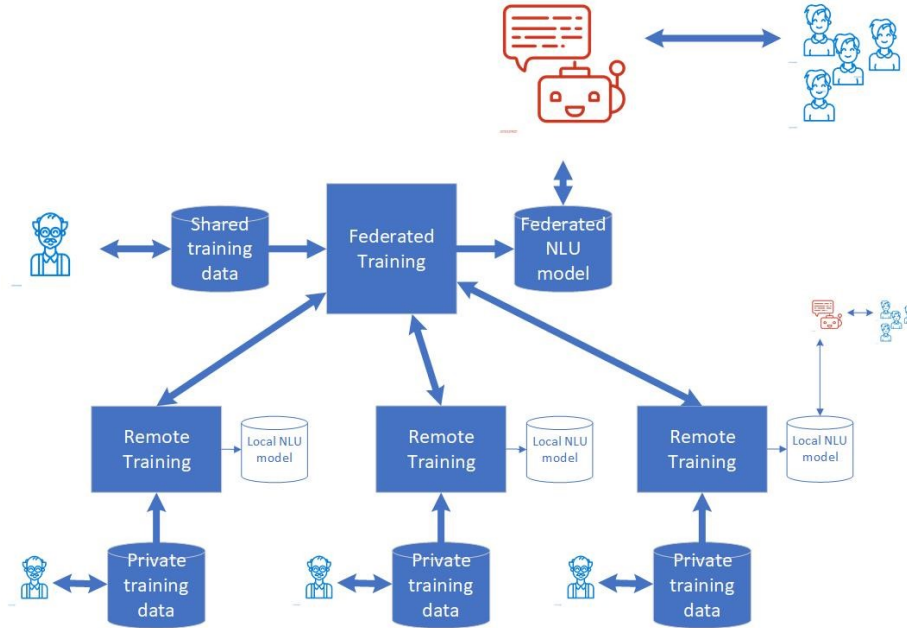 Shared
training
data
Federated
Training
Federated
NLU
model
Remote
Training
Local NLU
model
Remote
Training
Local NLU
model
Remote
Training
Local NLU
model
Private
training
data
Private
training
data
Private
training
data